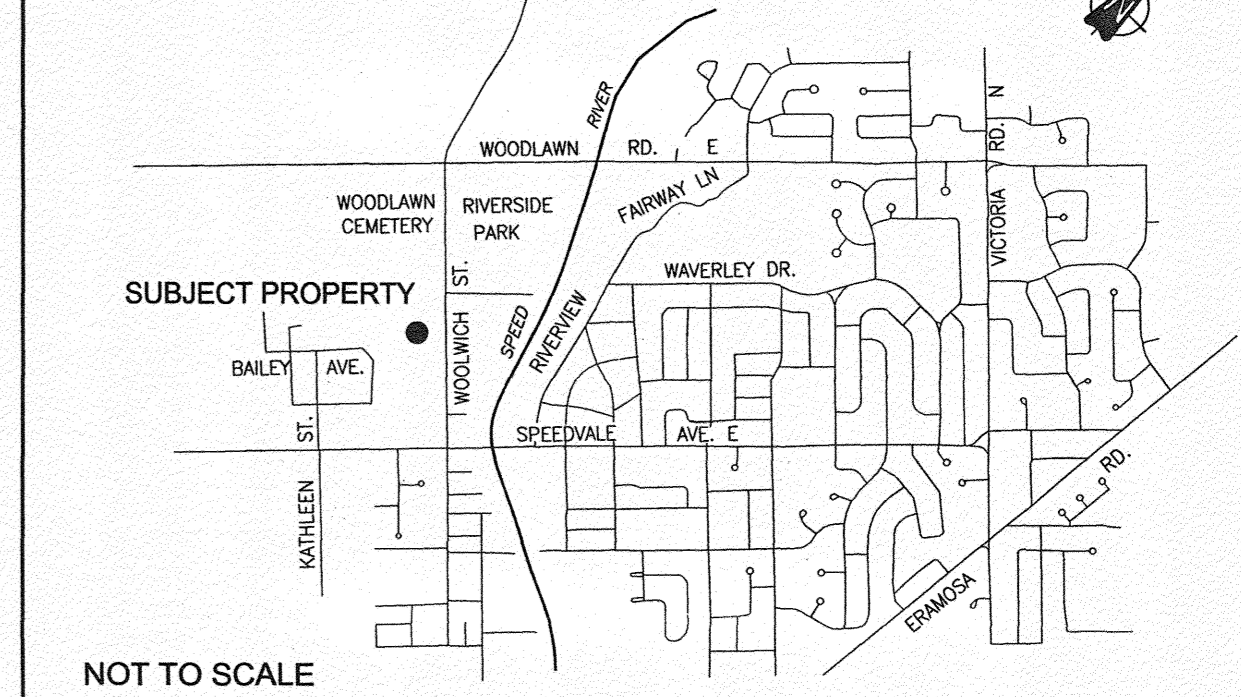 N
RIVER
WOODLAWN RD. E
VICTORIA RD. N
FAIRWAY LN
WOODLAWN
CEMETERY
RIVERSIDE
PARK
WAVERLEY DR.
SUBJECT PROPERTY
WOOLWICH ST.
SPEED
RIVERVIEW
BAILEY AVE.
SPEEDVALE AVE. E
KATHLEEN ST.
ERAMOSA RD.
NOT TO SCALE